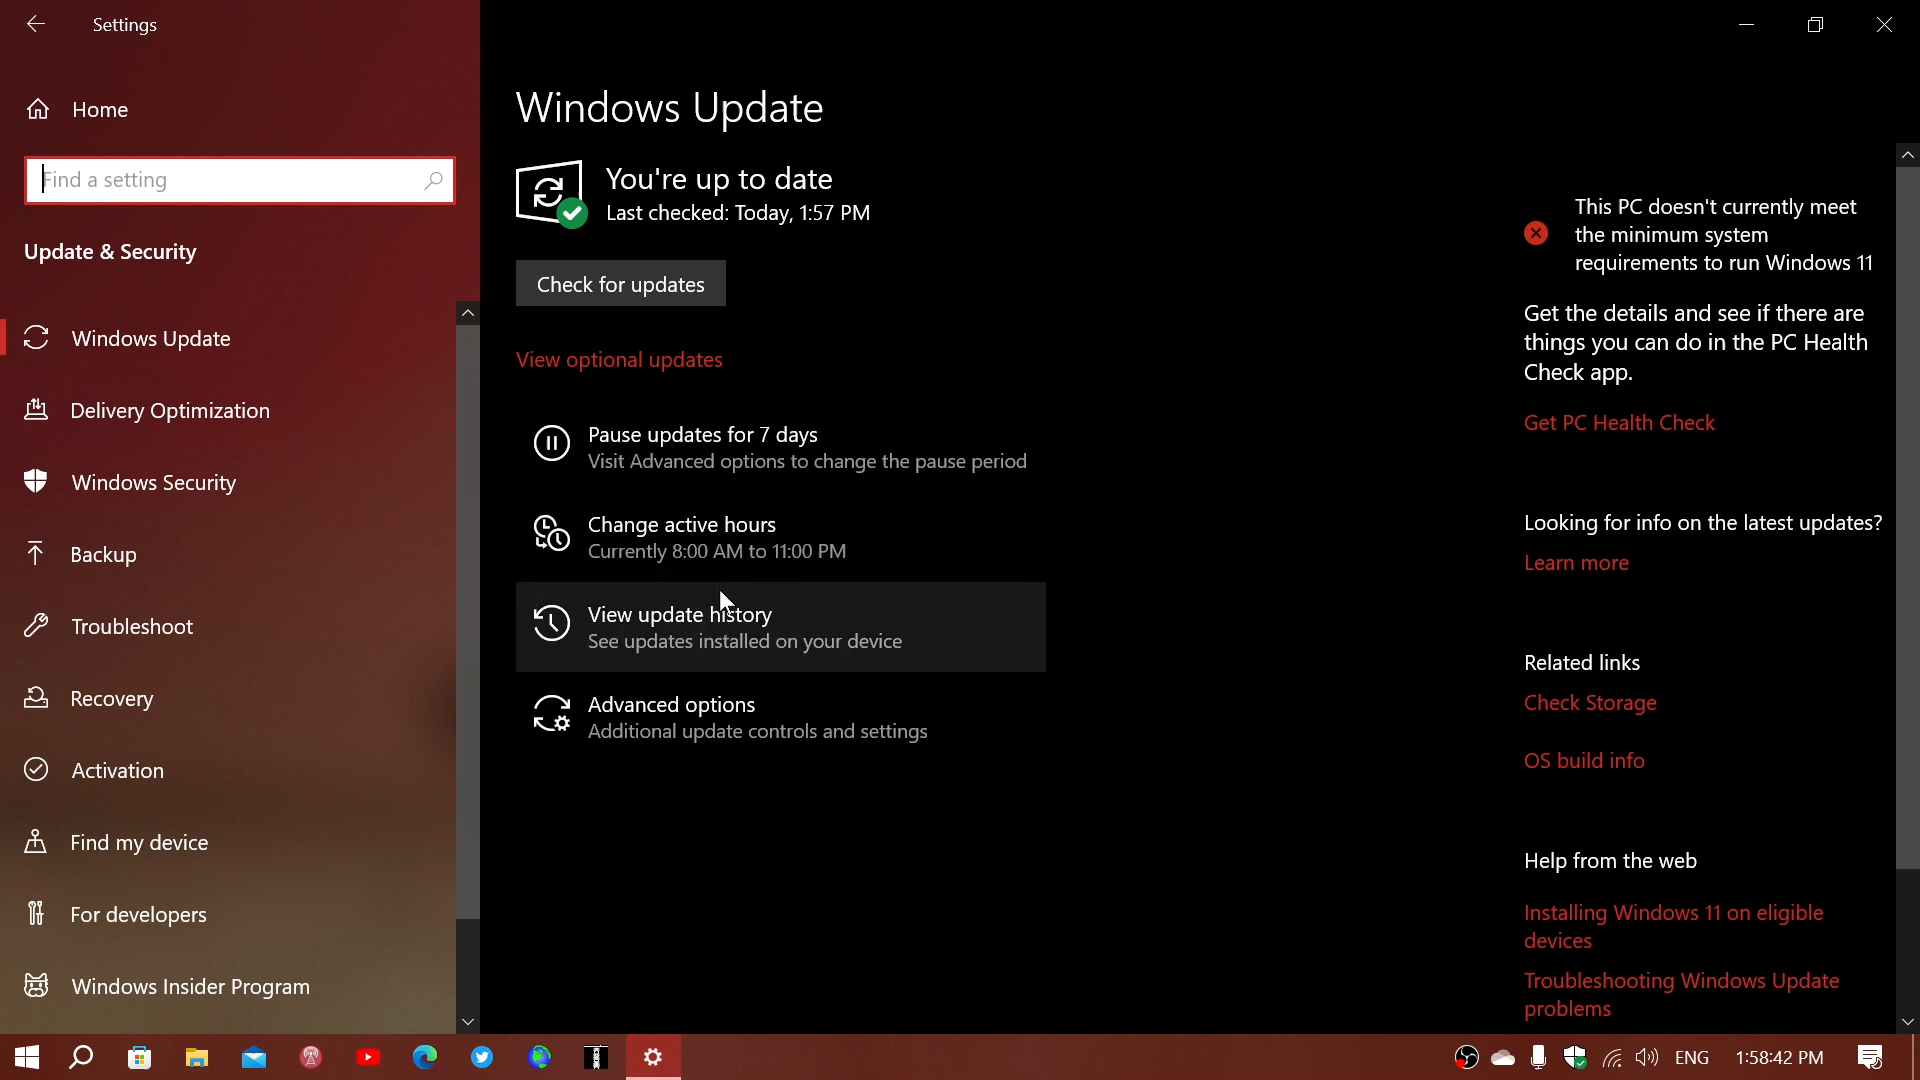 Settings
Home
Find a setting
Update & Security
Windows Update
Delivery Optimization
Windows Security
Backup
Troubleshoot
Recovery
Activation
Find my device
For developers
Windows Insider Program
Windows Update
You're up to date
Last checked: Today, 1:57 PM
Check for updates
View optional updates
Pause updates for 7 days
Visit Advanced options to change the pause period
Change active hours
Currently 8:00 AM to 11:00 PM
View update history
See updates installed on your device
Advanced options
Additional update controls and settings
This PC doesn't currently meet
the minimum system
requirements to run Windows 11
Get the details and see if there are
things you can do in the PC Health
Check app.
Get PC Health Check
Looking for info on the latest updates?
Learn more
Related links
Check Storage
OS build info
Help from the web
Installing Windows 11 on eligible
devices
Troubleshooting Windows Update
problems
ENG
1:58:42 PM